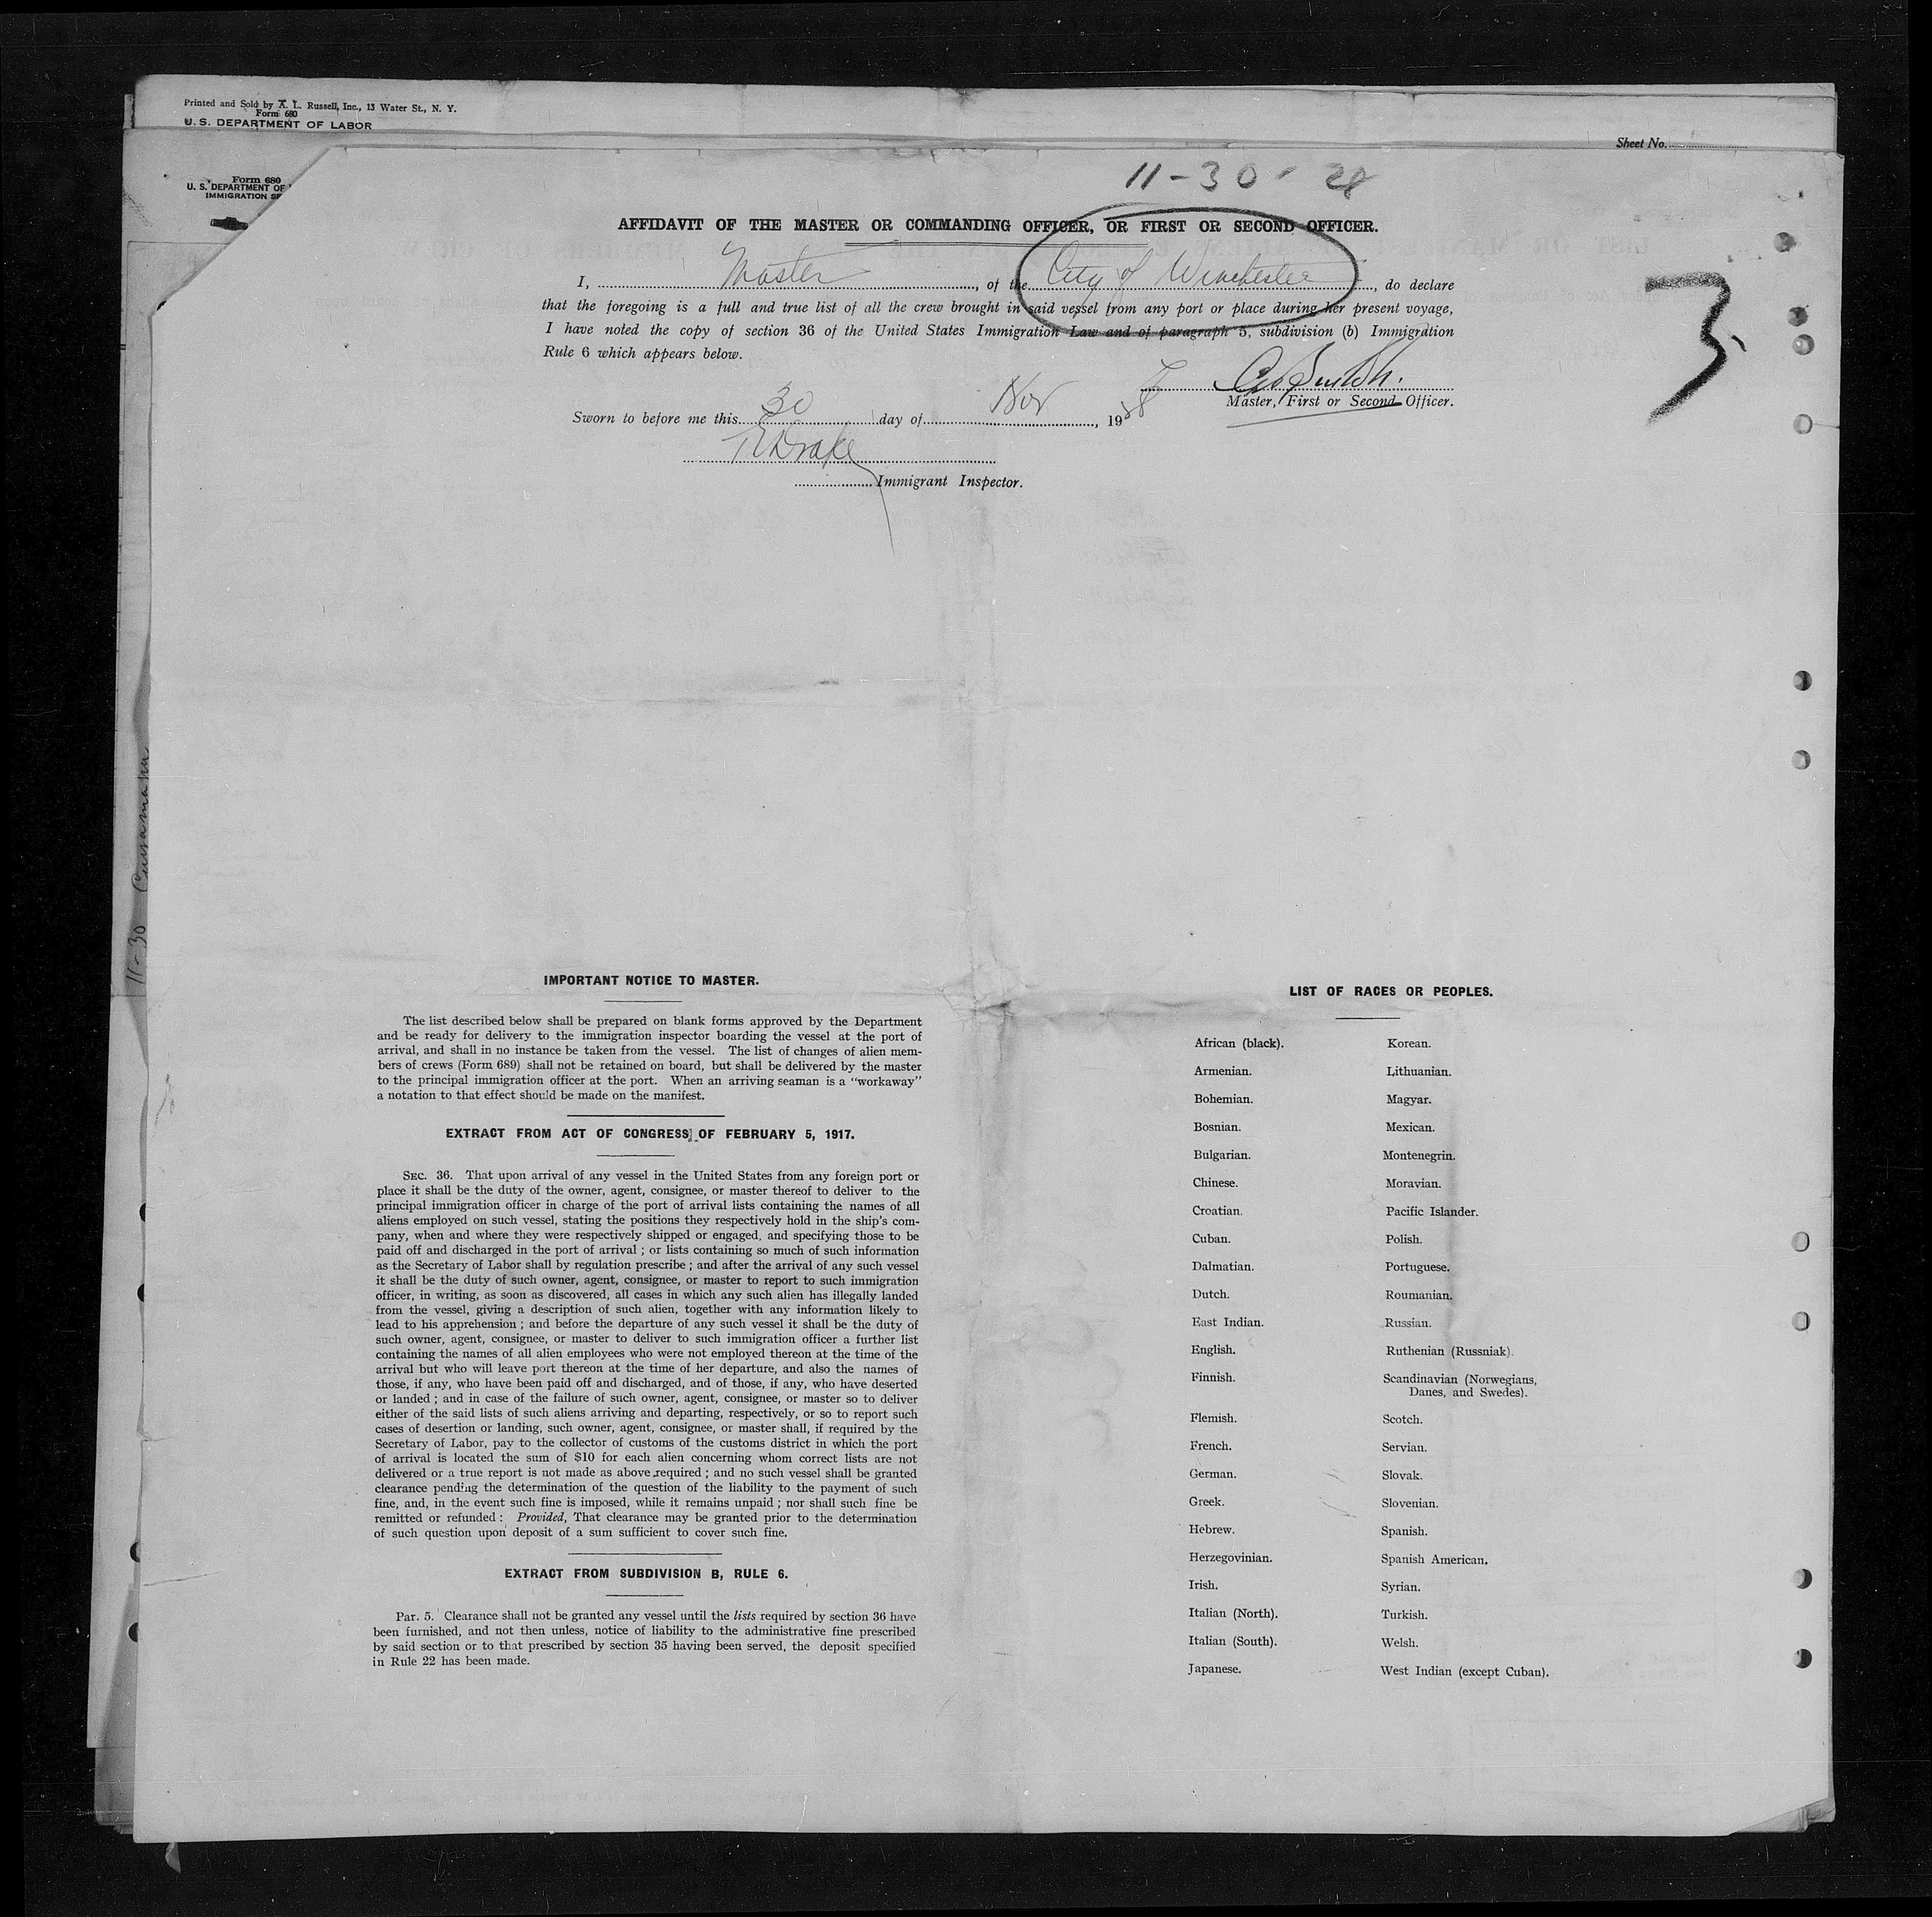 Printed and Sold by A. L. Russell, Inc., 13 Water St., N. Y.
Form 680
U. S. DEPARTMENT OF LABOR
Sheet No.
Form 680
U. S. DEPARTMENT OF
IMMIGRATION SE
11-30-28
AFFIDAVIT OF THE MASTER OR COMMANDING OFFICER, OR FIRST OR SECOND OFFICER.
I, Master, of the City of Winchester, do declare
that the foregoing is a full and true list of all the crew brought in said vessel from any port or place during her present voyage,
I have noted the copy of section 36 of the United States Immigration Law and of paragraph 5, subdivision (b) Immigration
Rule 6 which appears below.
3
Master, First or Second Officer.
Sworn to before me this 30 day of Nov, 1928
Drake
Immigrant Inspector.
11-30
IMPORTANT NOTICE TO MASTER.
The list described below shall be prepared on blank forms approved by the Department
and be ready for delivery to the immigration inspector boarding the vessel at the port of
arrival, and shall in no instance be taken from the vessel. The list of changes of alien mem-
bers of crews (Form 689) shall not be retained on board, but shall be delivered by the master
to the principal immigration officer at the port. When an arriving seaman is a "workaway"
a notation to that effect should be made on the manifest.
EXTRACT FROM ACT OF CONGRESS OF FEBRUARY 5, 1917.
SEC. 36. That upon arrival of any vessel in the United States from any foreign port or
place it shall be the duty of the owner, agent, consignee, or master thereof to deliver to the
principal immigration officer in charge of the port of arrival lists containing the names of all
aliens employed on such vessel, stating the positions they respectively hold in the ship's com-
pany, when and where they were respectively shipped or engaged, and specifying those to be
paid off and discharged in the port of arrival; or lists containing so much of such information
as the Secretary of Labor shall by regulation prescribe; and after the arrival of any such vessel
it shall be the duty of such owner, agent, consignee, or master to report to such immigration
officer, in writing, as soon as discovered, all cases in which any such alien has illegally landed
from the vessel, giving a description of such alien, together with any information likely to
lead to his apprehension; and before the departure of any such vessel it shall be the duty of
such owner, agent, consignee, or master to deliver to such immigration officer a further list
containing the names of all alien employees who were not employed thereon at the time of the
arrival but who will leave port thereon at the time of her departure, and also the names of
those, if any, who have been paid off and discharged, and of those, if any, who have deserted
or landed; and in case of the failure of such owner, agent, consignee, or master so to deliver
either of the said lists of such aliens arriving and departing, respectively, or so to report such
cases of desertion or landing, such owner, agent, consignee, or master shall, if required by the
Secretary of Labor, pay to the collector of customs of the customs district in which the port
of arrival is located the sum of $10 for each alien concerning whom correct lists are not
delivered or a true report is not made as above required; and no such vessel shall be granted
clearance pending the determination of the question of the liability to the payment of such
fine, and, in the event such fine is imposed, while it remains unpaid; nor shall such fine be
remitted or refunded: Provided, That clearance may be granted prior to the determination
of such question upon deposit of a sum sufficient to cover such fine.
EXTRACT FROM SUBDIVISION B, RULE 6.
Par. 5. Clearance shall not be granted any vessel until the lists required by section 36 have
been furnished, and not then unless, notice of liability to the administrative fine prescribed
by said section or to that prescribed by section 35 having been served, the deposit specified
in Rule 22 has been made.
LIST OF RACES OR PEOPLES.
African (black).
Armenian.
Bohemian.
Bosnian.
Bulgarian.
Chinese.
Croatian.
Cuban.
Dalmatian.
Dutch.
East Indian.
English.
Finnish.
Flemish.
French.
German.
Greek.
Hebrew.
Herzegovinian.
Irish.
Italian (North).
Italian (South).
Japanese.
Korean.
Lithuanian.
Magyar.
Mexican.
Montenegrin.
Moravian.
Pacific Islander.
Polish.
Portuguese.
Roumanian.
Russian.
Ruthenian (Russniak).
Scandinavian (Norwegians,
Danes, and Swedes).
Scotch.
Servian.
Slovak.
Slovenian.
Spanish.
Spanish American.
Syrian.
Turkish.
Welsh.
West Indian (except Cuban).